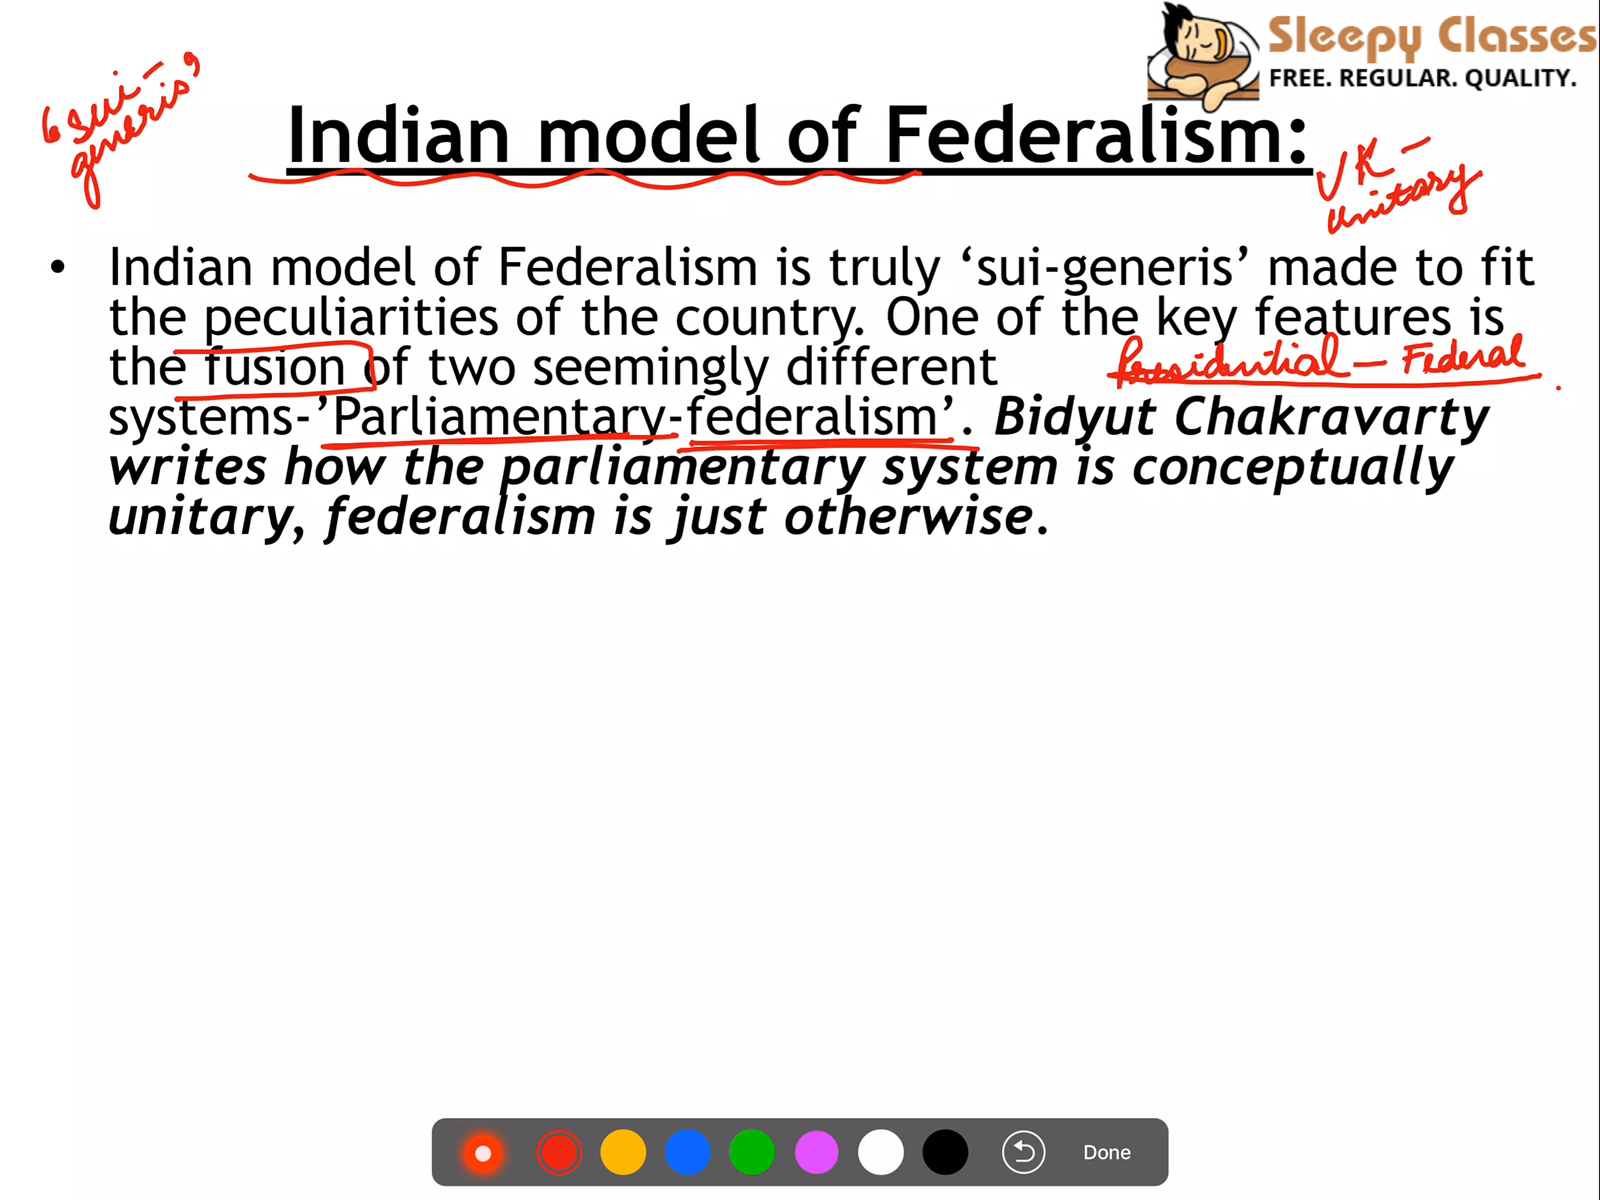 Sleepy Classes
FREE. REGULAR. QUALITY.
‘sui-
generis’
Indian model of Federalism:
UK -
unitary
• Indian model of Federalism is truly ‘sui-generis’ made to fit
the peculiarities of the country. One of the key features is
the fusion of two seemingly different
Presidential - Federal
systems-’Parliamentary-federalism’. Bidyut Chakravarty
writes how the parliamentary system is conceptually
unitary, federalism is just otherwise.
Done